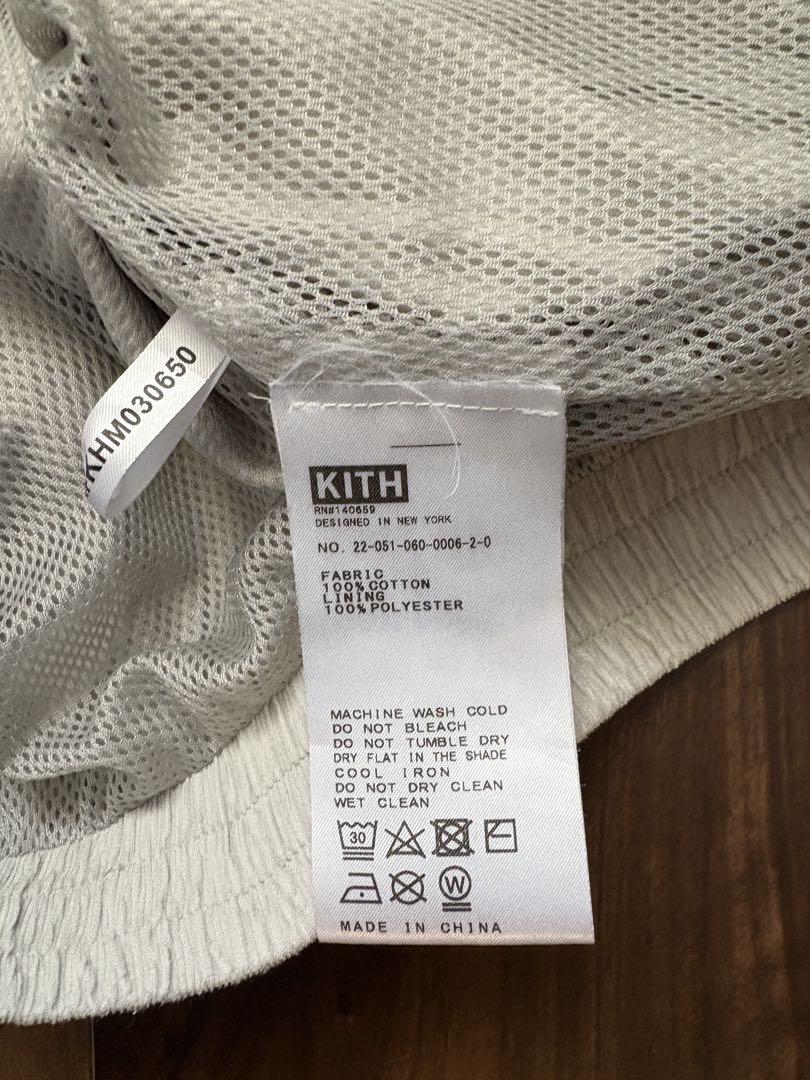 KHM030650
KITH
RN#140659
DESIGNED IN NEW YORK
NO. 22-051-060-0006-2-0
FABRIC
100%COTTON
LINING
100%POLYESTER
MACHINE WASH COLD
DO NOT BLEACH
DO NOT TUMBLE DRY
DRY FLAT IN THE SHADE
COOL IRON
DO NOT DRY CLEAN
WET CLEAN
30
W
MADE IN CHINA